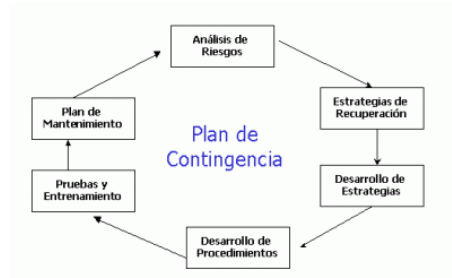 Análisis de
Riesgos
Estrategias de
Recuperación
Desarrollo de
Estrategias
Desarrollo de
Procedimientos
Pruebas y
Entrenamiento
Plan de
Mantenimiento
Plan de
Contingencia